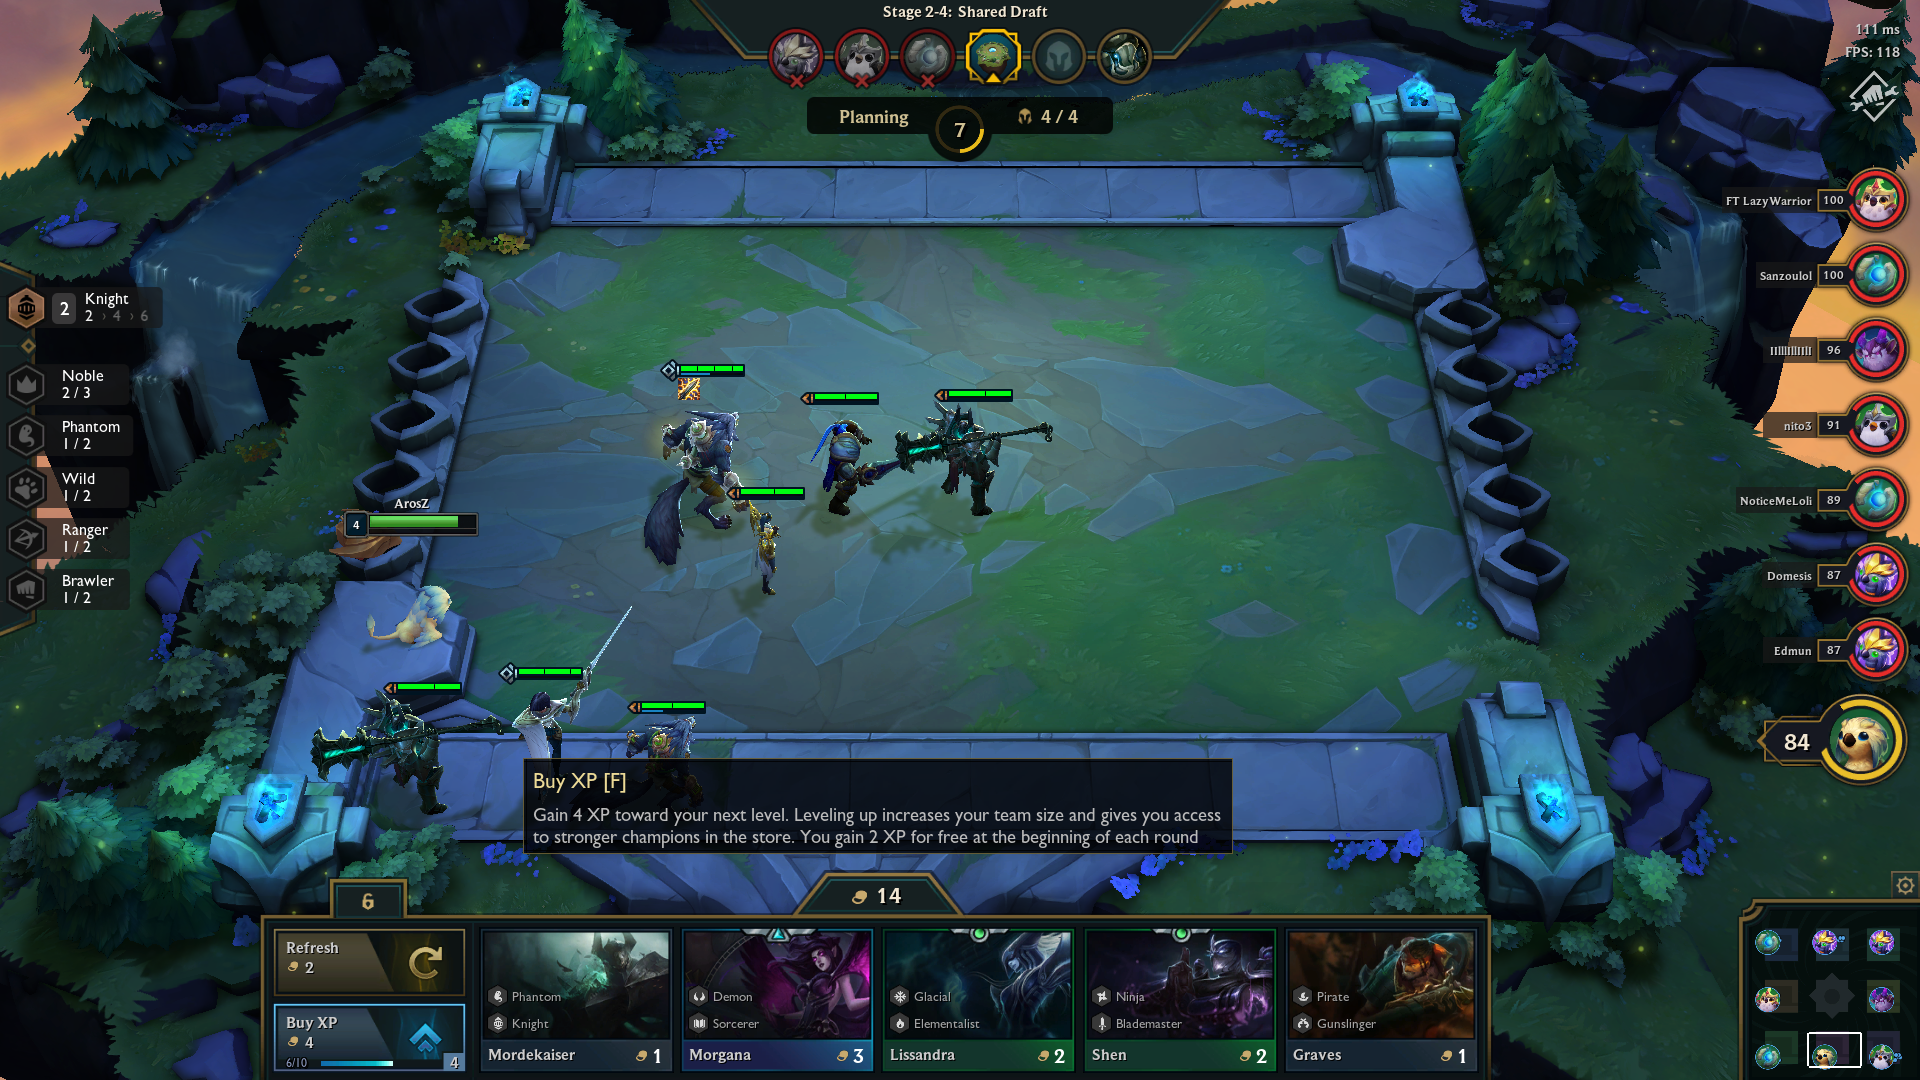 Stage 2-4: Shared Draft
111 ms
FPS: 118
Planning
7
4 / 4
FT LazyWarrior
100
Sanzoulol
100
96
nito3
91
NoticeMeLoli
89
Domesis
87
Edmun
87
84
2
Knight
2 › 4 › 6
Noble
2 / 3
Phantom
1 / 2
Wild
1 / 2
Ranger
1 / 2
Brawler
1 / 2
ArosZ
4
Buy XP [F]
Gain 4 XP toward your next level. Leveling up increases your team size and gives you access
to stronger champions in the store. You gain 2 XP for free at the beginning of each round
6
14
Refresh
2
Buy XP
4
6/10
4
Phantom
Knight
Mordekaiser
1
Demon
Sorcerer
Morgana
3
Glacial
Elementalist
Lissandra
2
Ninja
Blademaster
Shen
2
Pirate
Gunslinger
Graves
1